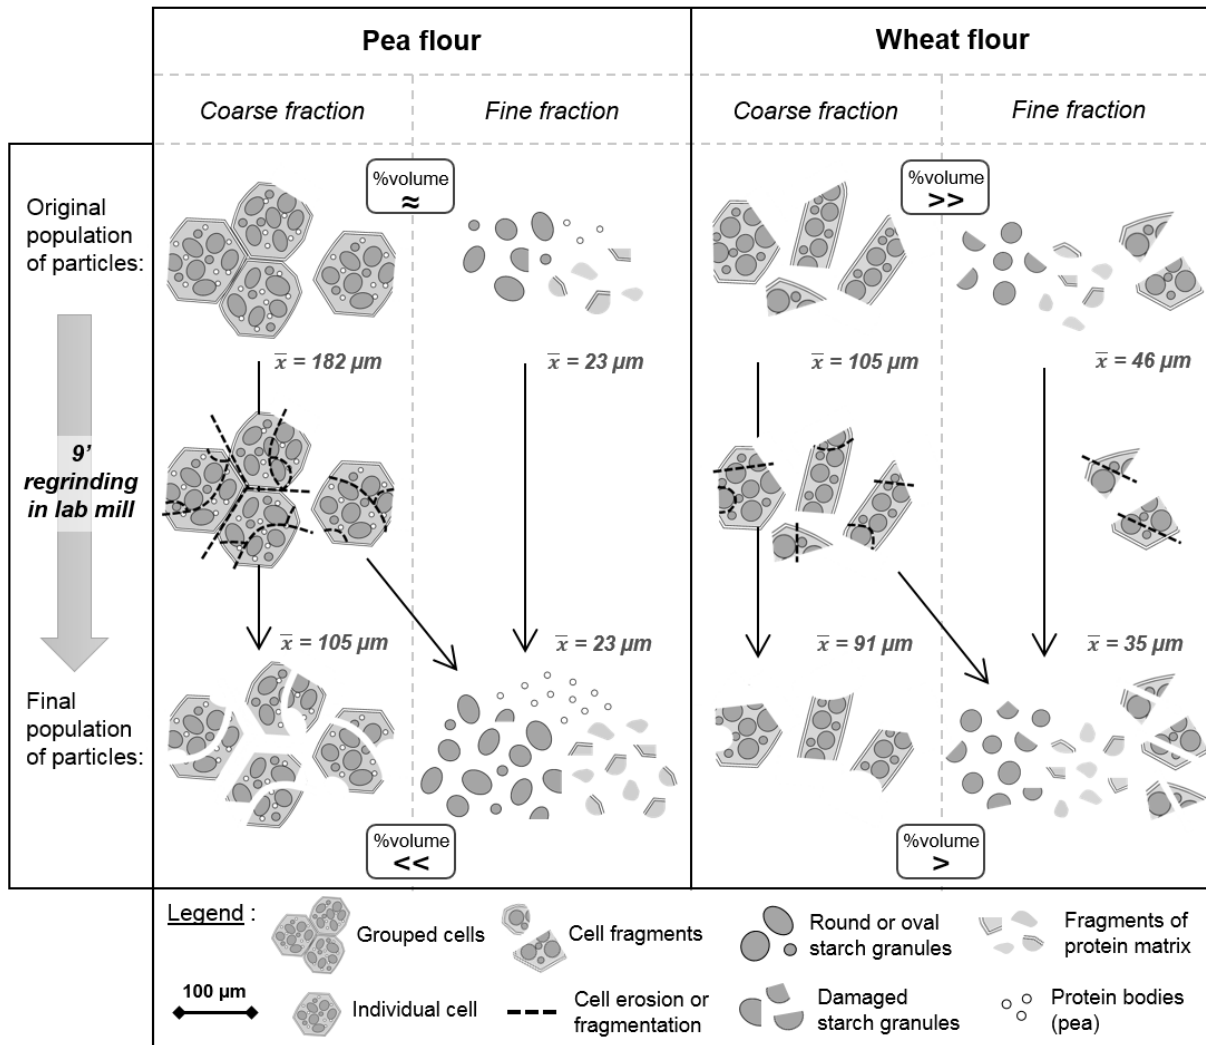 Pea flour
Wheat flour
Coarse fraction
Fine fraction
Coarse fraction
Fine fraction
%volume
≈
%volume
>>
Original
population
of particles:
x̅ = 182 µm
x̅ = 23 µm
x̅ = 105 µm
x̅ = 46 µm
9’
regrinding
in lab mill
x̅ = 105 µm
x̅ = 23 µm
x̅ = 91 µm
x̅ = 35 µm
Final
population
of particles:
%volume
<<
%volume
>
Legend :
Grouped cells
Cell fragments
Round or oval
starch granules
Fragments of
protein matrix
100 µm
Individual cell
Cell erosion or
fragmentation
Damaged
starch granules
Protein bodies
(pea)